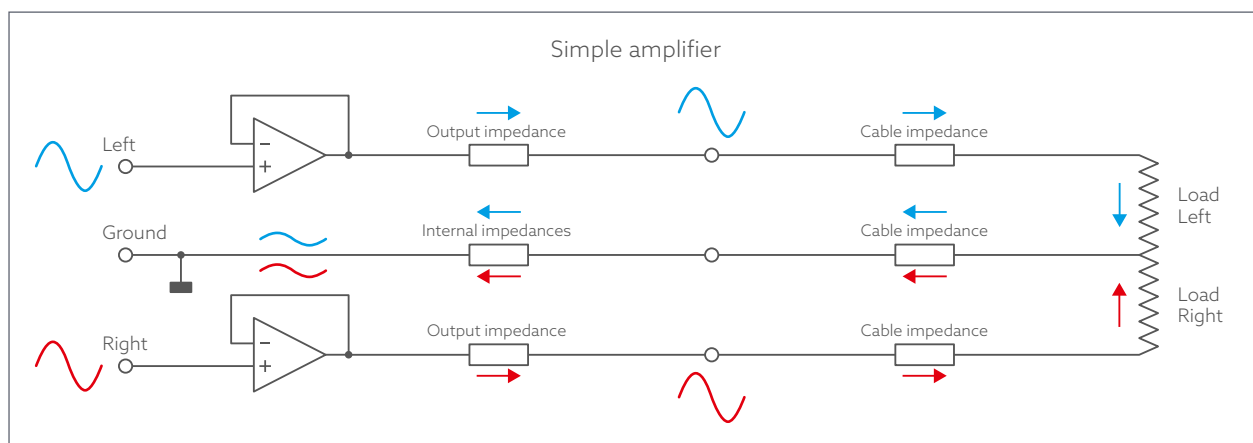 Simple amplifier
Left
Output impedance
Cable impedance
−
+
Load
Left
Ground
Internal impedances
Cable impedance
Load
Right
Right
Output impedance
Cable impedance
−
+